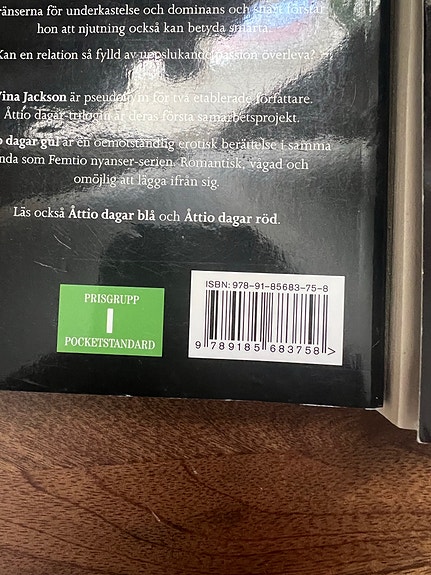 ränserna för underkastelse och dominans och snart förstår
hon att njutning också kan betyda smärta.
Kan en relation så fylld av uppslukande passion överleva?
Vina Jackson är pseudonym för två etablerade författare.
Åttio dagar-trilogin är deras första samarbetsprojekt.
o dagar gul är en oemotståndlig erotisk berättelse i samma
nda som Femtio nyanser-serien. Romantisk, vågad och
omöjlig att lägga ifrån sig.
Läs också Åttio dagar blå och Åttio dagar röd.
PRISGRUPP
1
POCKETSTANDARD
ISBN: 978-91-85683-75-8
9 789185 683758 >